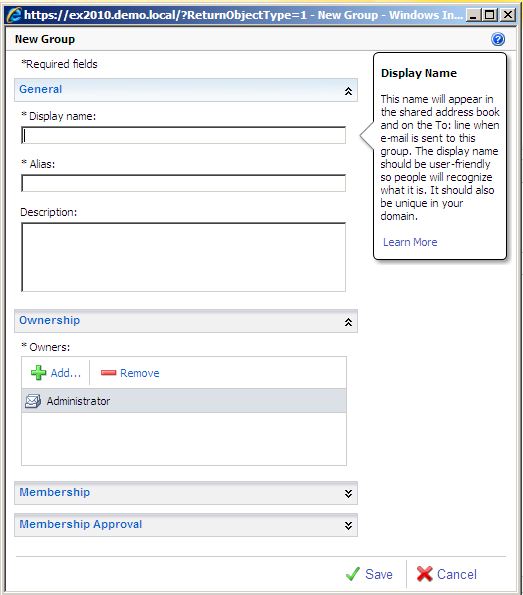 https://ex2010.demo.local/?ReturnObjectType=1 - New Group - Windows In...
New Group
*Required fields
General
* Display name:
* Alias:
Description:
Display Name
This name will appear in
the shared address book
and on the To: line when
e-mail is sent to this
group. The display name
should be user-friendly
so people will recognize
what it is. It should also
be unique in your
domain.
Learn More
Ownership
* Owners:
Add... Remove
Administrator
Membership
Membership Approval
Save Cancel